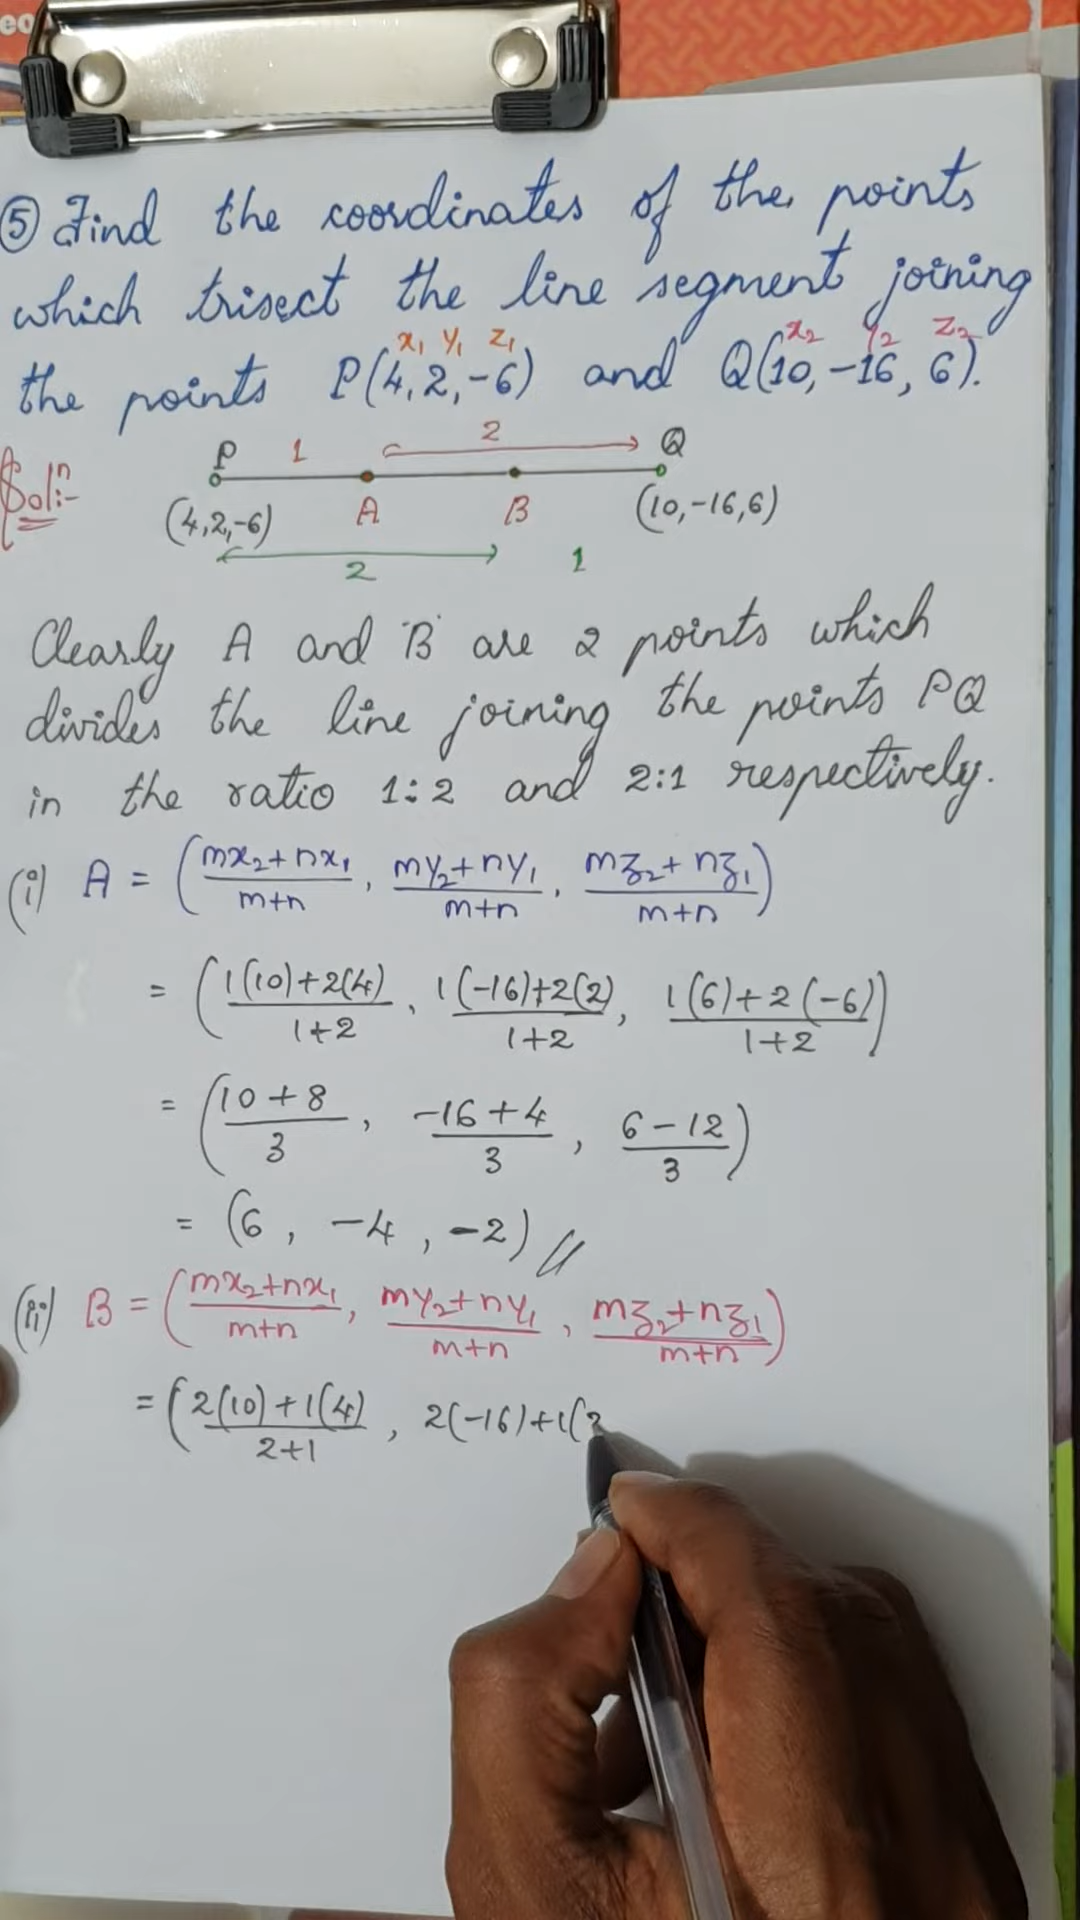 eo
⑤ Find the coordinates of the points
which trisect the line segment joining
x₁ y₁ z₁ x₂ y₂ z₂
the points P(4, 2, -6) and Q(10, -16, 6).
Solⁿ:-
P 1 2 Q
(4,2,-6) A B (10,-16,6)
2 1
Clearly A and B are 2 points which
divides the line joining the points PQ
in the ratio 1:2 and 2:1 respectively.
(i) A = ( mx₂+nx₁ / m+n , my₂+ny₁ / m+n , mz₂+nz₁ / m+n )
= ( 1(10)+2(4) / 1+2 , 1(-16)+2(2) / 1+2 , 1(6)+2(-6) / 1+2 )
= ( 10+8 / 3 , -16+4 / 3 , 6-12 / 3 )
= (6, -4, -2) //
(ii) B = ( mx₂+nx₁ / m+n , my₂+ny₁ / m+n , mz₂+nz₁ / m+n )
= ( 2(10)+1(4) / 2+1 , 2(-16)+1(2